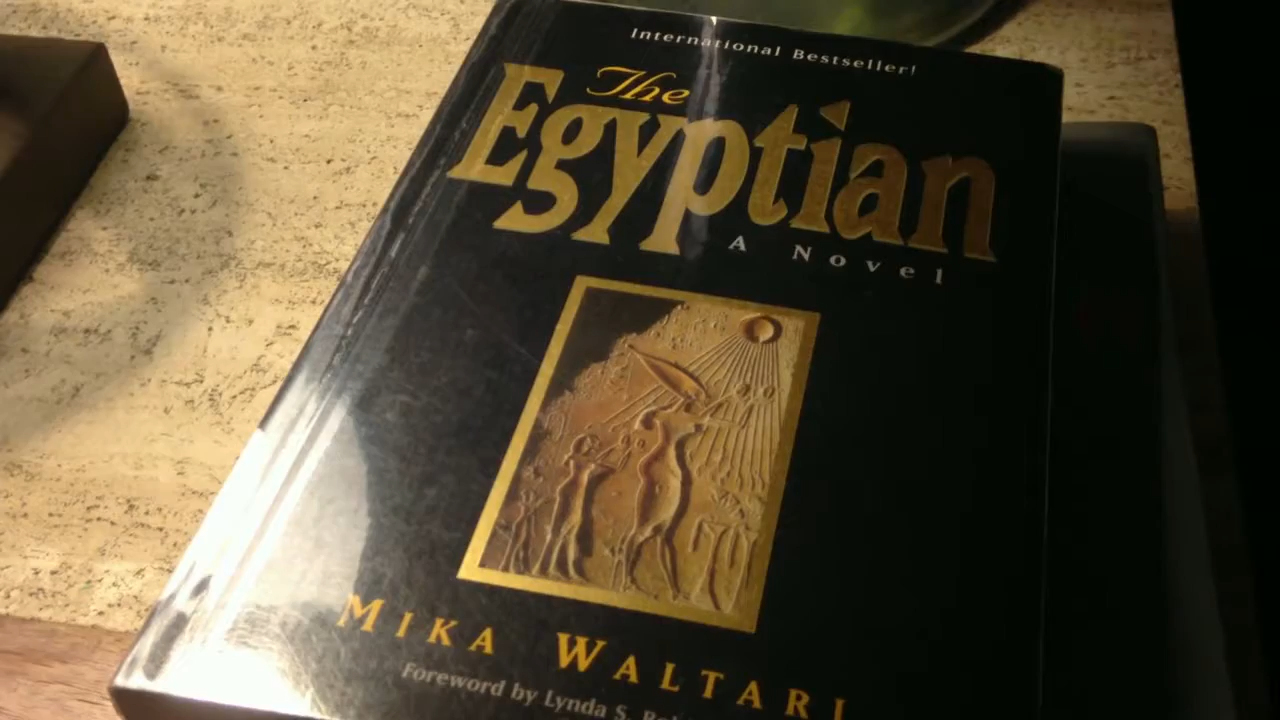 International Bestseller!
The
Egyptian
A Novel
MIKA WALTARI
Foreword by Lynda S.